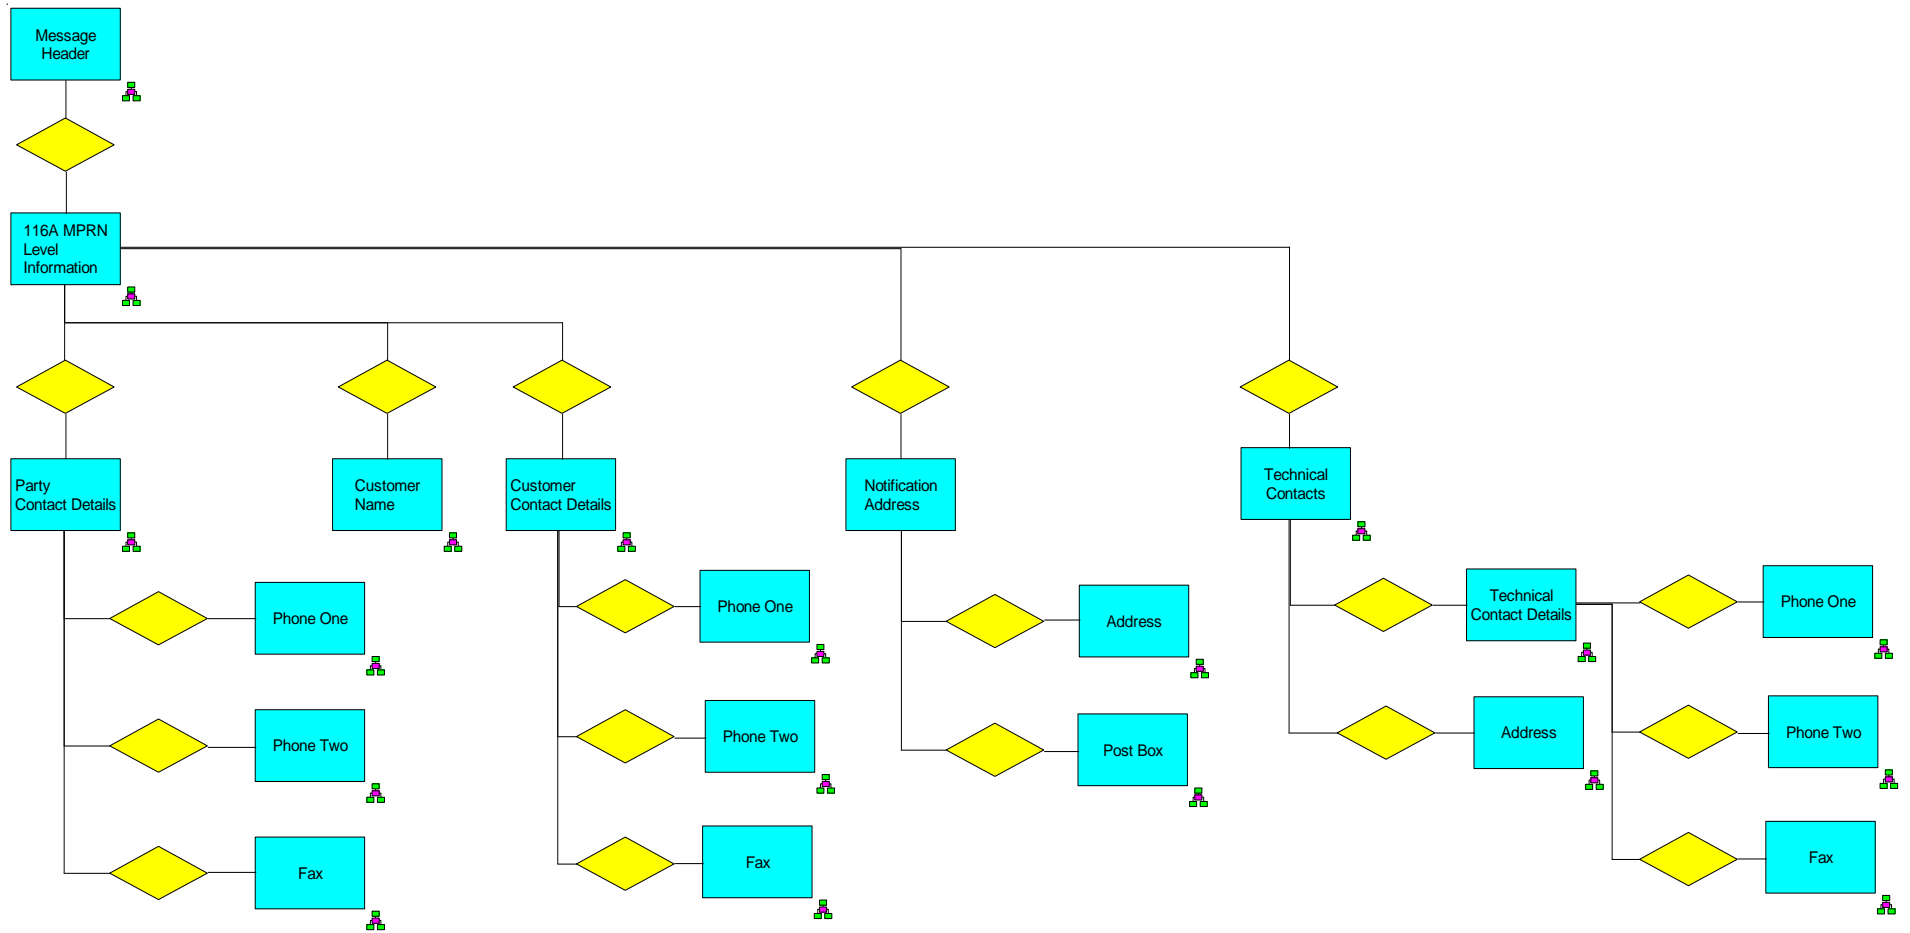 Message
Header
116A MPRN
Level
Information
Party
Contact Details
Customer
Name
Customer
Contact Details
Notification
Address
Technical
Contacts
Phone One
Phone One
Address
Technical
Contact Details
Phone One
Phone Two
Phone Two
Post Box
Address
Phone Two
Fax
Fax
Fax